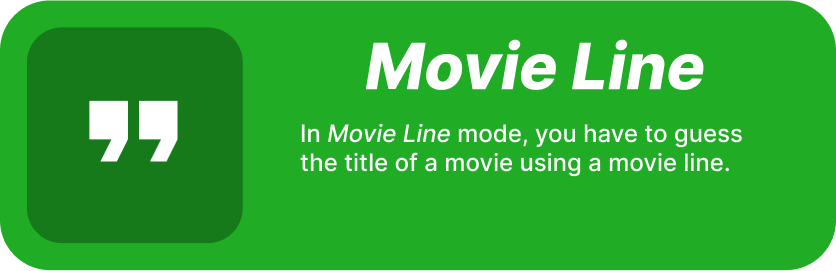 Movie Line
In Movie Line mode, you have to guess
the title of a movie using a movie line.